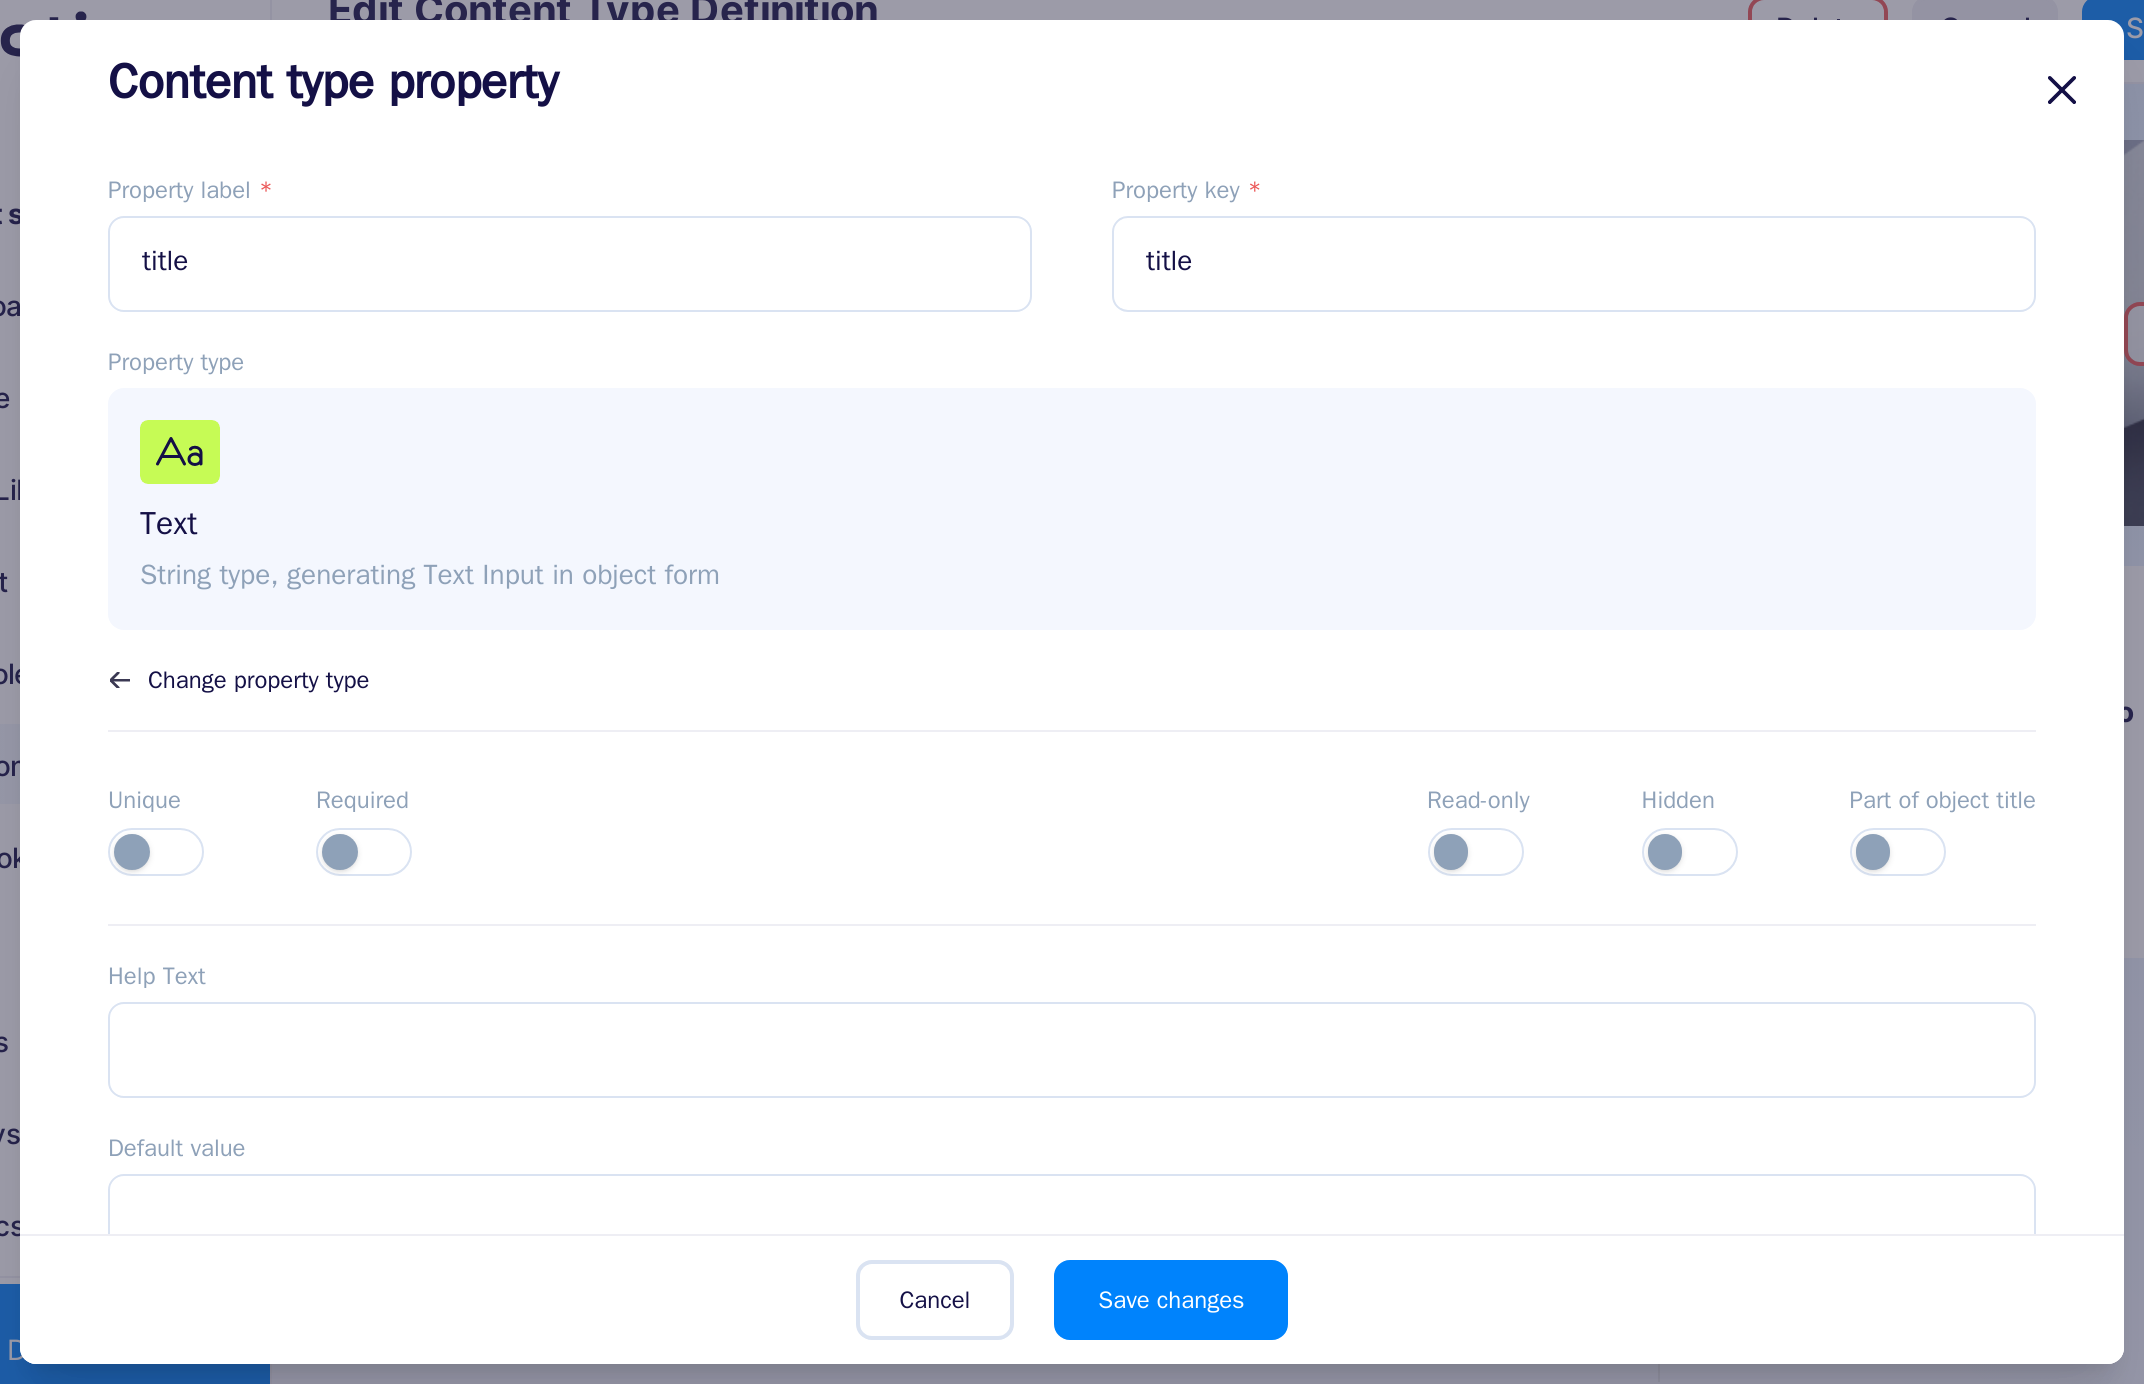 Edit Content Type Definition
Content type property
Property label *
Property key *
title
title
Property type
Aa
Text
String type, generating Text Input in object form
Change property type
Unique
Required
Read-only
Hidden
Part of object title
Help Text
Default value
Cancel
Save changes